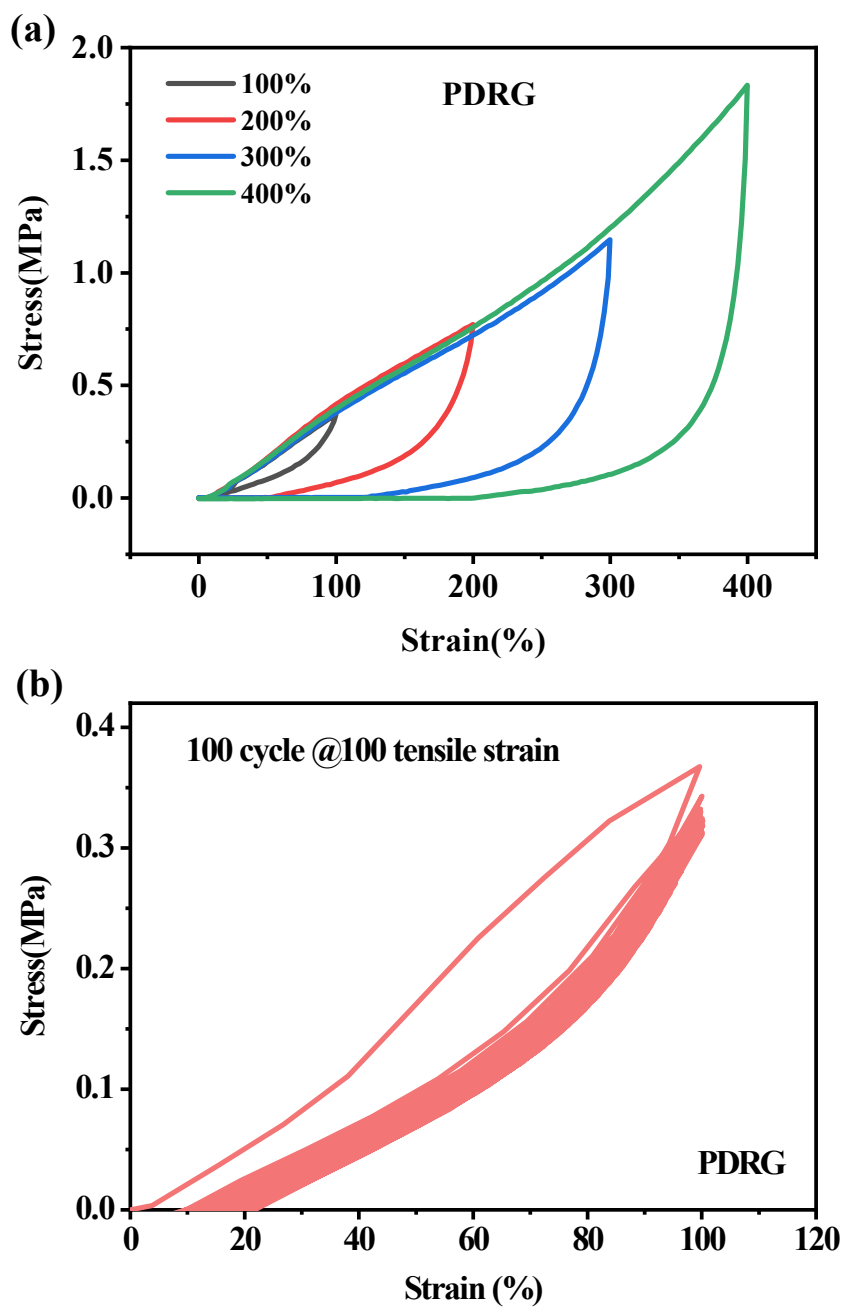 (a)
2.0
1.5
1.0
0.5
0.0
Stress(MPa)
100%
200%
300%
400%
PDRG
0 100 200 300 400
Strain(%)
(b)
0.4
0.3
0.2
0.1
0.0
Stress(MPa)
100 cycle @100 tensile strain
PDRG
0 20 40 60 80 100 120
Strain (%)